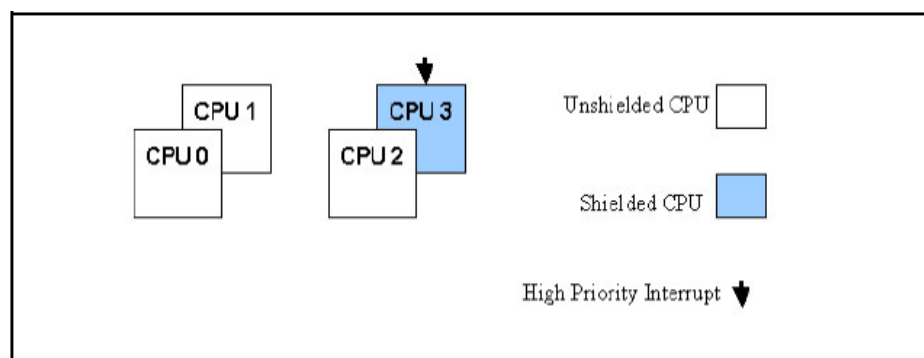 CPU 1
CPU 0
CPU 3
CPU 2
Unshielded CPU
Shielded CPU
High Priority Interrupt